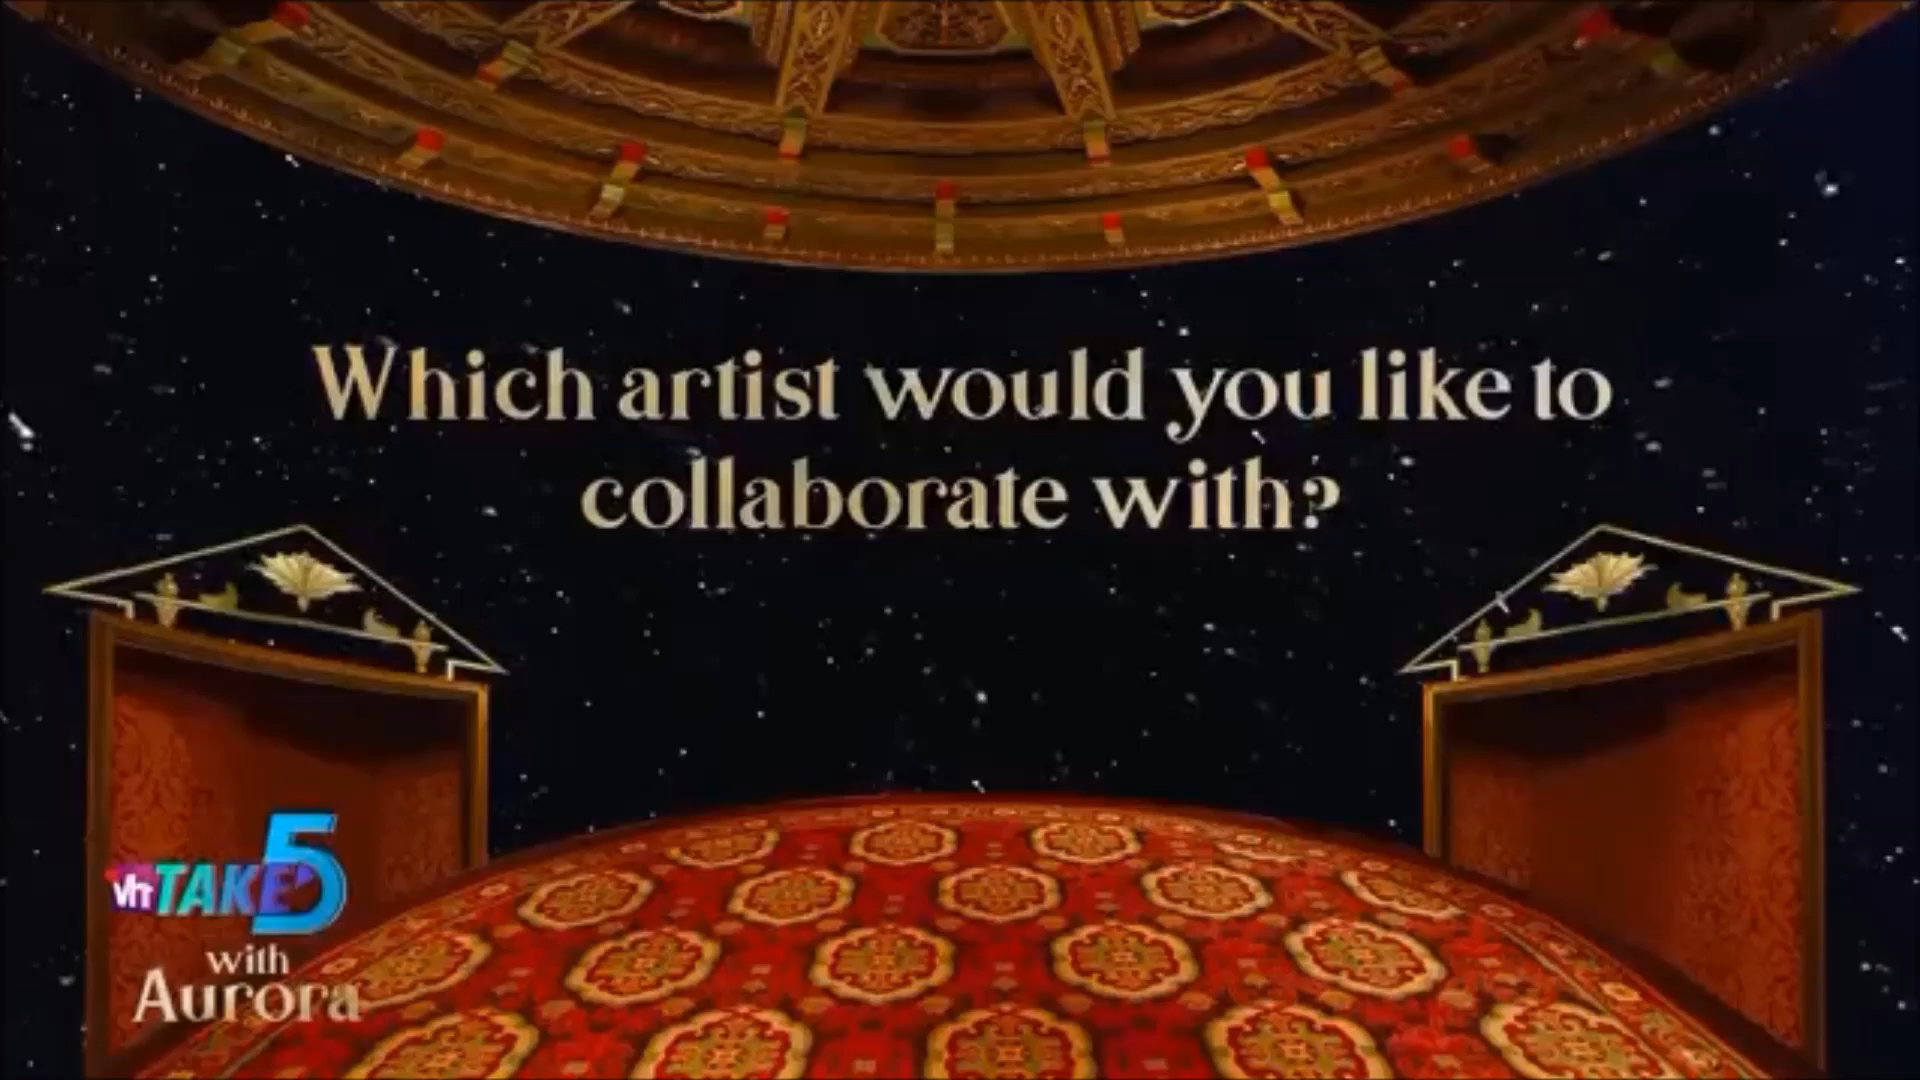 Which artist would you like to
collaborate with?
vh1 TAKE 5
with
Aurora